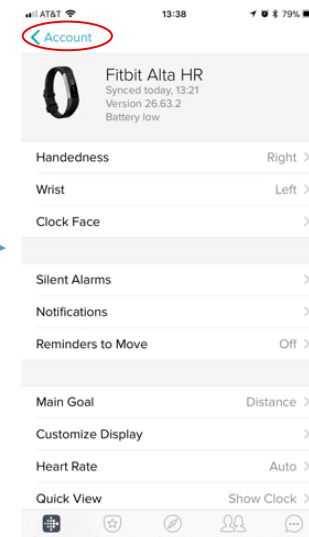 AT&T 13:38 79%
Account
Fitbit Alta HR
Synced today, 13:21
Version 26.63.2
Battery low
Handedness Right
Wrist Left
Clock Face
Silent Alarms
Notifications
Reminders to Move Off
Main Goal Distance
Customize Display
Heart Rate Auto
Quick View Show Clock